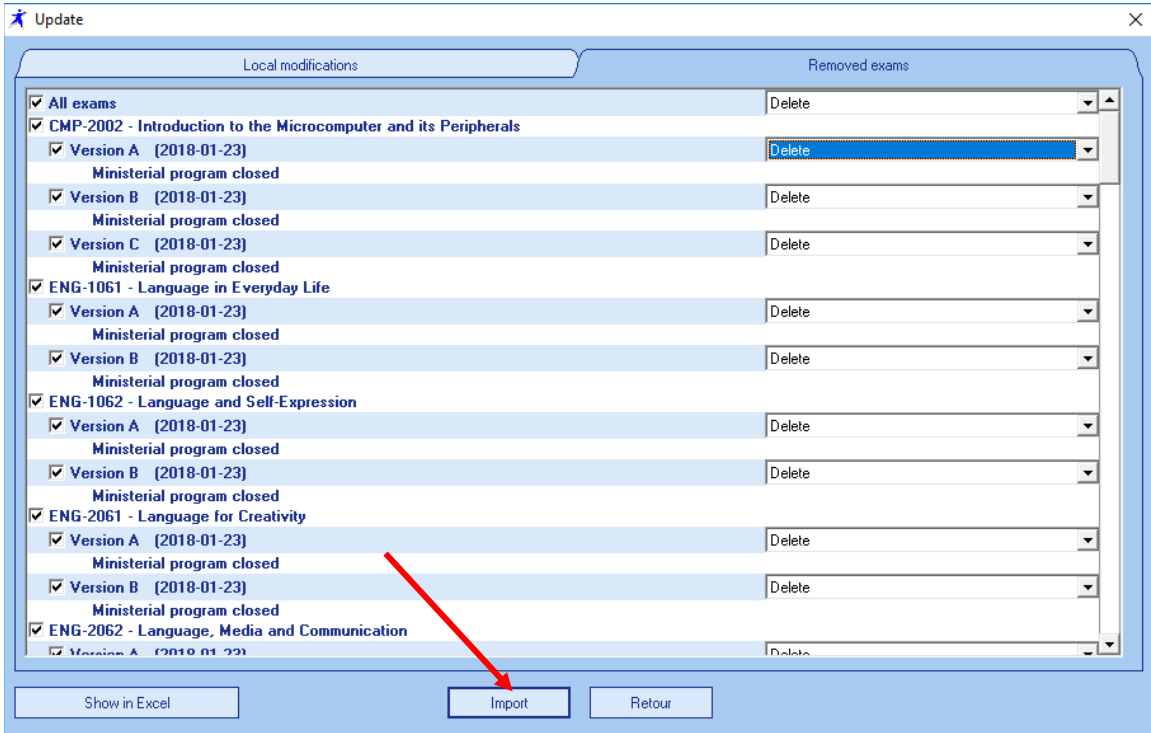 Update
Local modifications Removed exams
All exams Delete
CMP-2002 - Introduction to the Microcomputer and its Peripherals
Version A (2018-01-23) Delete
Ministerial program closed
Version B (2018-01-23) Delete
Ministerial program closed
Version C (2018-01-23) Delete
Ministerial program closed
ENG-1061 - Language in Everyday Life
Version A (2018-01-23) Delete
Ministerial program closed
Version B (2018-01-23) Delete
Ministerial program closed
ENG-1062 - Language and Self-Expression
Version A (2018-01-23) Delete
Ministerial program closed
Version B (2018-01-23) Delete
Ministerial program closed
ENG-2061 - Language for Creativity
Version A (2018-01-23) Delete
Ministerial program closed
Version B (2018-01-23) Delete
Ministerial program closed
ENG-2062 - Language, Media and Communication
Version A (2018-01-23) Delete
Show in Excel Import Retour